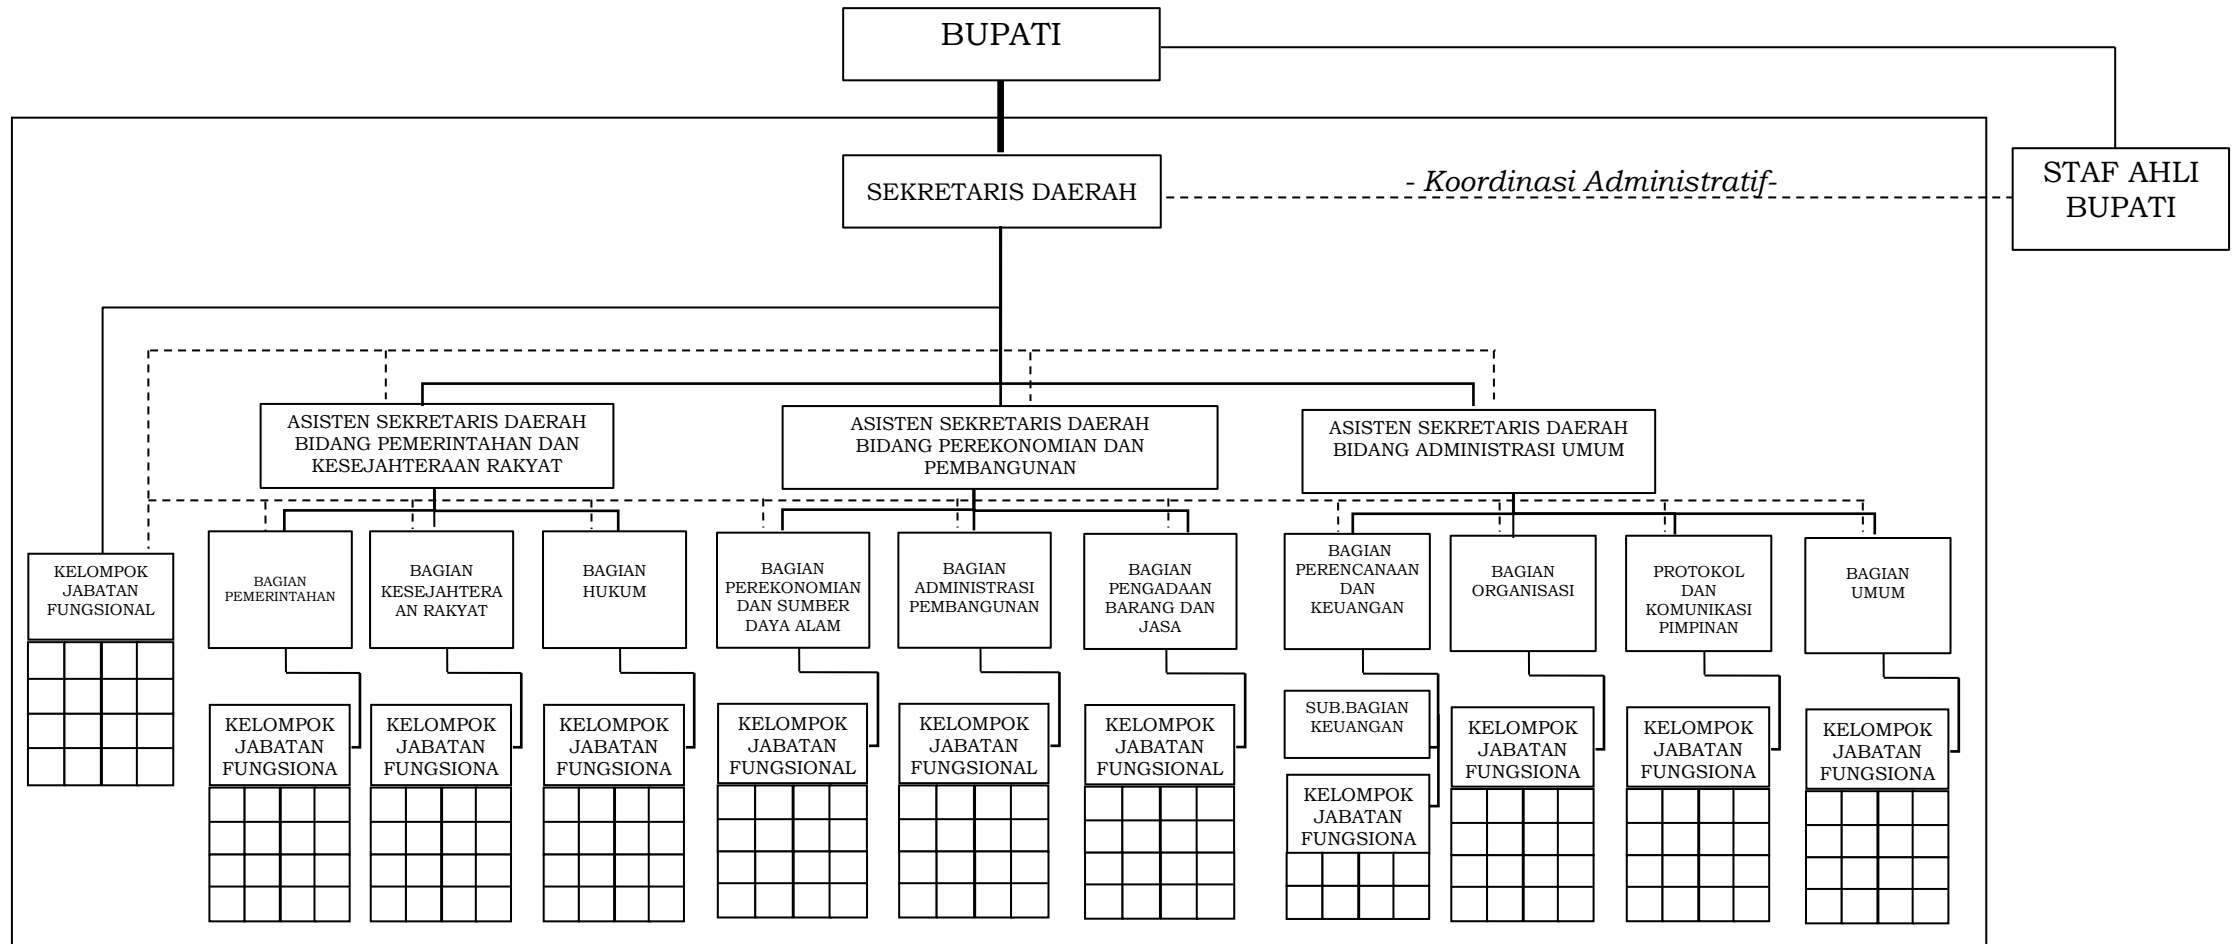 BUPATI
SEKRETARIS DAERAH
- Koordinasi Administratif-
STAF AHLI
BUPATI
ASISTEN SEKRETARIS DAERAH
BIDANG PEMERINTAHAN DAN
KESEJAHTERAAN RAKYAT
ASISTEN SEKRETARIS DAERAH
BIDANG PEREKONOMIAN DAN
PEMBANGUNAN
ASISTEN SEKRETARIS DAERAH
BIDANG ADMINISTRASI UMUM
KELOMPOK
JABATAN
FUNGSIONAL
BAGIAN
PEMERINTAHAN
BAGIAN
KESEJAHTERA
AN RAKYAT
BAGIAN
HUKUM
BAGIAN
PEREKONOMIAN
DAN SUMBER
DAYA ALAM
BAGIAN
ADMINISTRASI
PEMBANGUNAN
BAGIAN
PENGADAAN
BARANG DAN
JASA
BAGIAN
PERENCANAAN
DAN
KEUANGAN
BAGIAN
ORGANISASI
PROTOKOL
DAN
KOMUNIKASI
PIMPINAN
BAGIAN
UMUM
KELOMPOK
JABATAN
FUNGSIONA
KELOMPOK
JABATAN
FUNGSIONA
KELOMPOK
JABATAN
FUNGSIONA
KELOMPOK
JABATAN
FUNGSIONAL
KELOMPOK
JABATAN
FUNGSIONAL
KELOMPOK
JABATAN
FUNGSIONAL
SUB.BAGIAN
KEUANGAN
KELOMPOK
JABATAN
FUNGSIONA
KELOMPOK
JABATAN
FUNGSIONA
KELOMPOK
JABATAN
FUNGSIONA
KELOMPOK
JABATAN
FUNGSIONA